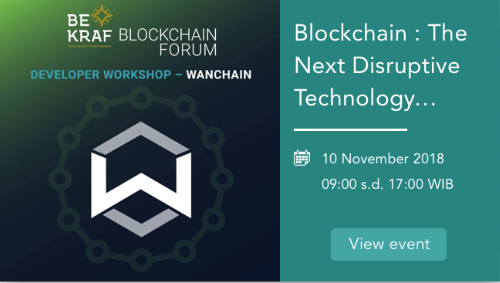 BE
KRAF
BLOCKCHAIN
FORUM
DEVELOPER WORKSHOP – WANCHAIN
Blockchain : The
Next Disruptive
Technology...
10 November 2018
09:00 s.d. 17:00 WIB
View event